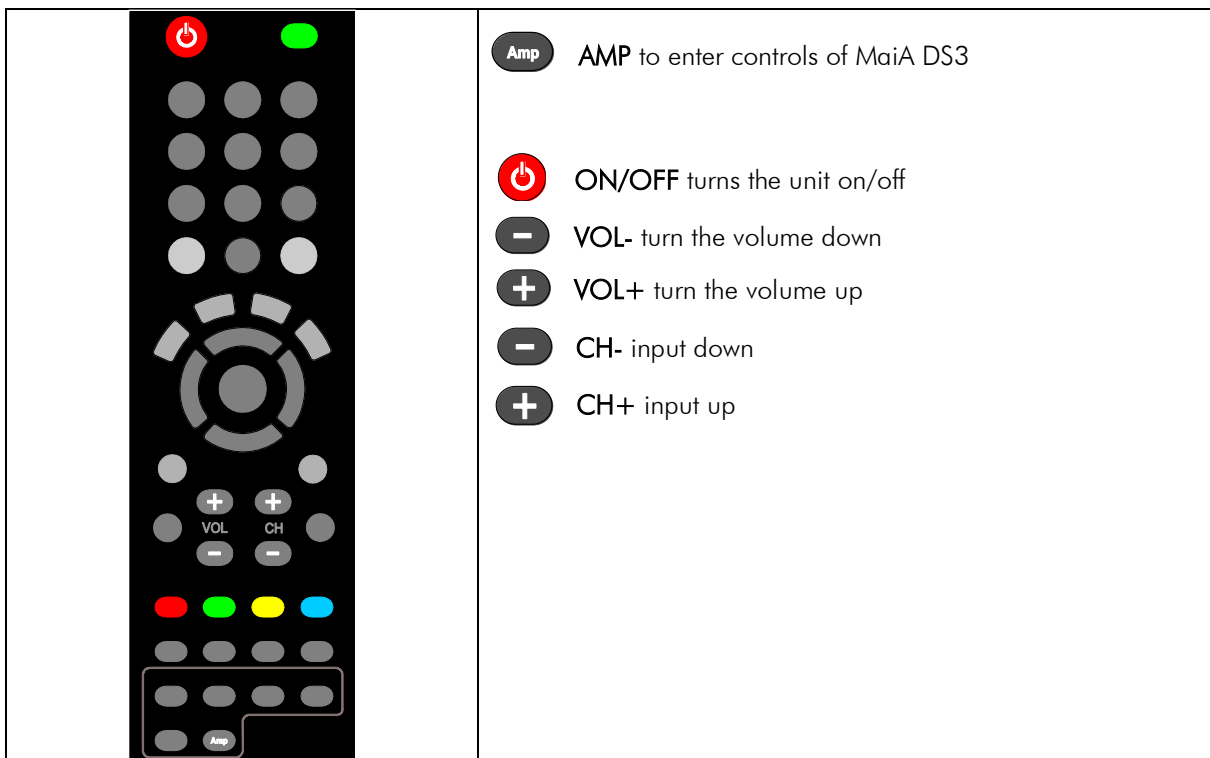 VOL CH
Amp
Amp AMP to enter controls of MaiA DS3
ON/OFF turns the unit on/off
VOL- turn the volume down
VOL+ turn the volume up
CH- input down
CH+ input up